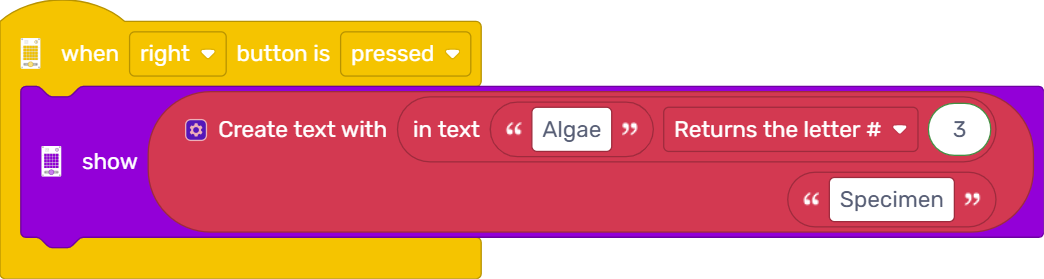 when right button is pressed
show Create text with in text “ Algae ” Returns the letter # 3
“ Specimen ”